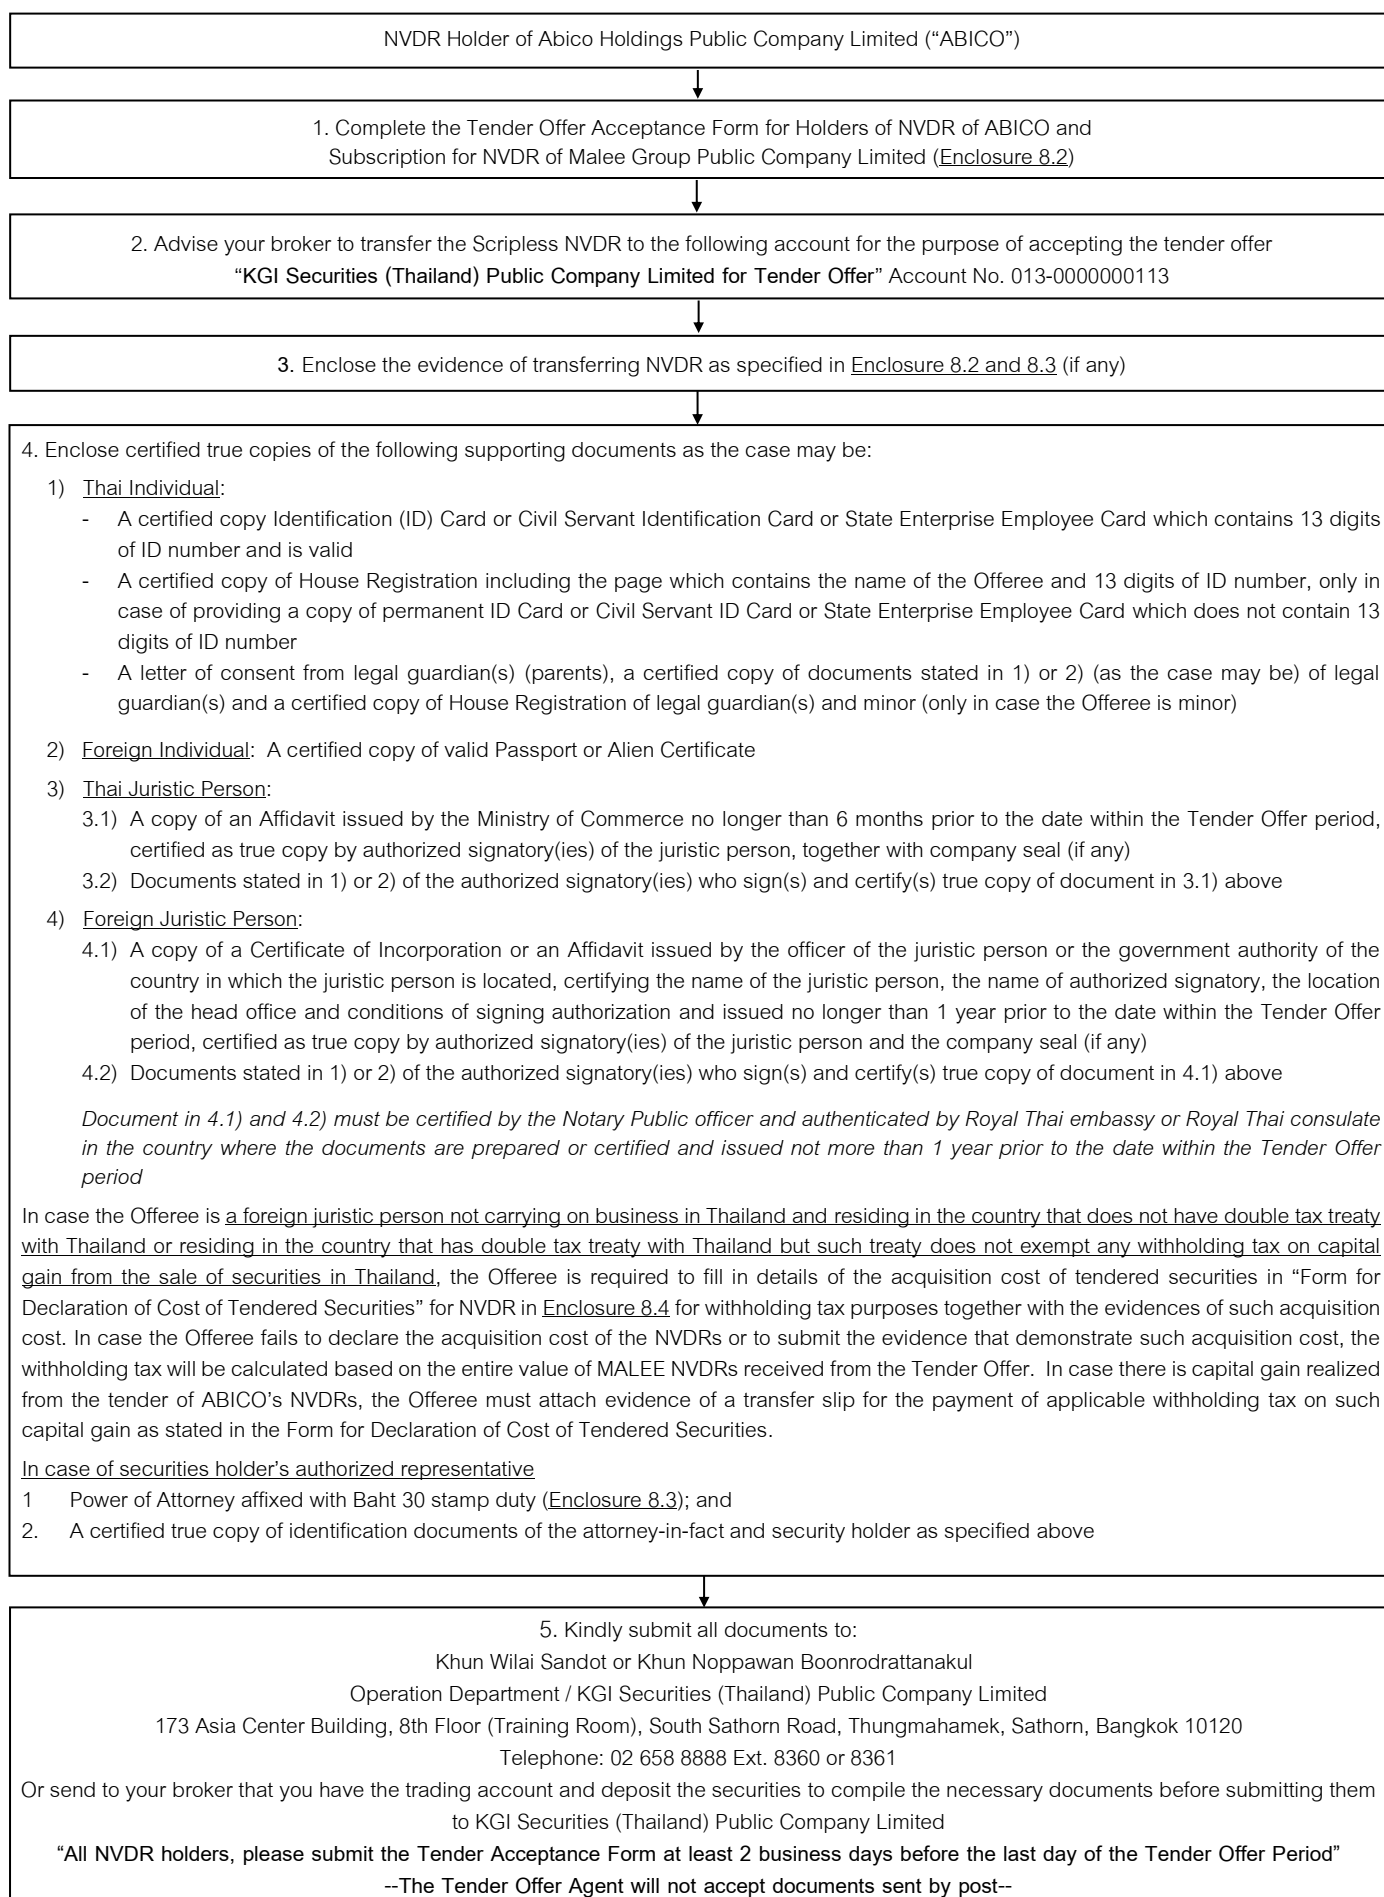 NVDR Holder of Abico Holdings Public Company Limited (“ABICO”)
1. Complete the Tender Offer Acceptance Form for Holders of NVDR of ABICO and
Subscription for NVDR of Malee Group Public Company Limited (Enclosure 8.2)
2. Advise your broker to transfer the Scripless NVDR to the following account for the purpose of accepting the tender offer
“KGI Securities (Thailand) Public Company Limited for Tender Offer” Account No. 013-0000000113
3. Enclose the evidence of transferring NVDR as specified in Enclosure 8.2 and 8.3 (if any)
4. Enclose certified true copies of the following supporting documents as the case may be:
1) Thai Individual:
- A certified copy Identification (ID) Card or Civil Servant Identification Card or State Enterprise Employee Card which contains 13 digits
of ID number and is valid
- A certified copy of House Registration including the page which contains the name of the Offeree and 13 digits of ID number, only in
case of providing a copy of permanent ID Card or Civil Servant ID Card or State Enterprise Employee Card which does not contain 13
digits of ID number
- A letter of consent from legal guardian(s) (parents), a certified copy of documents stated in 1) or 2) (as the case may be) of legal
guardian(s) and a certified copy of House Registration of legal guardian(s) and minor (only in case the Offeree is minor)
2) Foreign Individual: A certified copy of valid Passport or Alien Certificate
3) Thai Juristic Person:
3.1) A copy of an Affidavit issued by the Ministry of Commerce no longer than 6 months prior to the date within the Tender Offer period,
certified as true copy by authorized signatory(ies) of the juristic person, together with company seal (if any)
3.2) Documents stated in 1) or 2) of the authorized signatory(ies) who sign(s) and certify(s) true copy of document in 3.1) above
4) Foreign Juristic Person:
4.1) A copy of a Certificate of Incorporation or an Affidavit issued by the officer of the juristic person or the government authority of the
country in which the juristic person is located, certifying the name of the juristic person, the name of authorized signatory, the location
of the head office and conditions of signing authorization and issued no longer than 1 year prior to the date within the Tender Offer
period, certified as true copy by authorized signatory(ies) of the juristic person and the company seal (if any)
4.2) Documents stated in 1) or 2) of the authorized signatory(ies) who sign(s) and certify(s) true copy of document in 4.1) above
Document in 4.1) and 4.2) must be certified by the Notary Public officer and authenticated by Royal Thai embassy or Royal Thai consulate
in the country where the documents are prepared or certified and issued not more than 1 year prior to the date within the Tender Offer
period
In case the Offeree is a foreign juristic person not carrying on business in Thailand and residing in the country that does not have double tax treaty
with Thailand or residing in the country that has double tax treaty with Thailand but such treaty does not exempt any withholding tax on capital
gain from the sale of securities in Thailand, the Offeree is required to fill in details of the acquisition cost of tendered securities in “Form for
Declaration of Cost of Tendered Securities” for NVDR in Enclosure 8.4 for withholding tax purposes together with the evidences of such acquisition
cost. In case the Offeree fails to declare the acquisition cost of the NVDRs or to submit the evidence that demonstrate such acquisition cost, the
withholding tax will be calculated based on the entire value of MALEE NVDRs received from the Tender Offer. In case there is capital gain realized
from the tender of ABICO’s NVDRs, the Offeree must attach evidence of a transfer slip for the payment of applicable withholding tax on such
capital gain as stated in the Form for Declaration of Cost of Tendered Securities.
In case of securities holder’s authorized representative
1 Power of Attorney affixed with Baht 30 stamp duty (Enclosure 8.3); and
2. A certified true copy of identification documents of the attorney-in-fact and security holder as specified above
5. Kindly submit all documents to:
Khun Wilai Sandot or Khun Noppawan Boonrodrattanakul
Operation Department / KGI Securities (Thailand) Public Company Limited
173 Asia Center Building, 8th Floor (Training Room), South Sathorn Road, Thungmahamek, Sathorn, Bangkok 10120
Telephone: 02 658 8888 Ext. 8360 or 8361
Or send to your broker that you have the trading account and deposit the securities to compile the necessary documents before submitting them
to KGI Securities (Thailand) Public Company Limited
“All NVDR holders, please submit the Tender Acceptance Form at least 2 business days before the last day of the Tender Offer Period”
--The Tender Offer Agent will not accept documents sent by post--